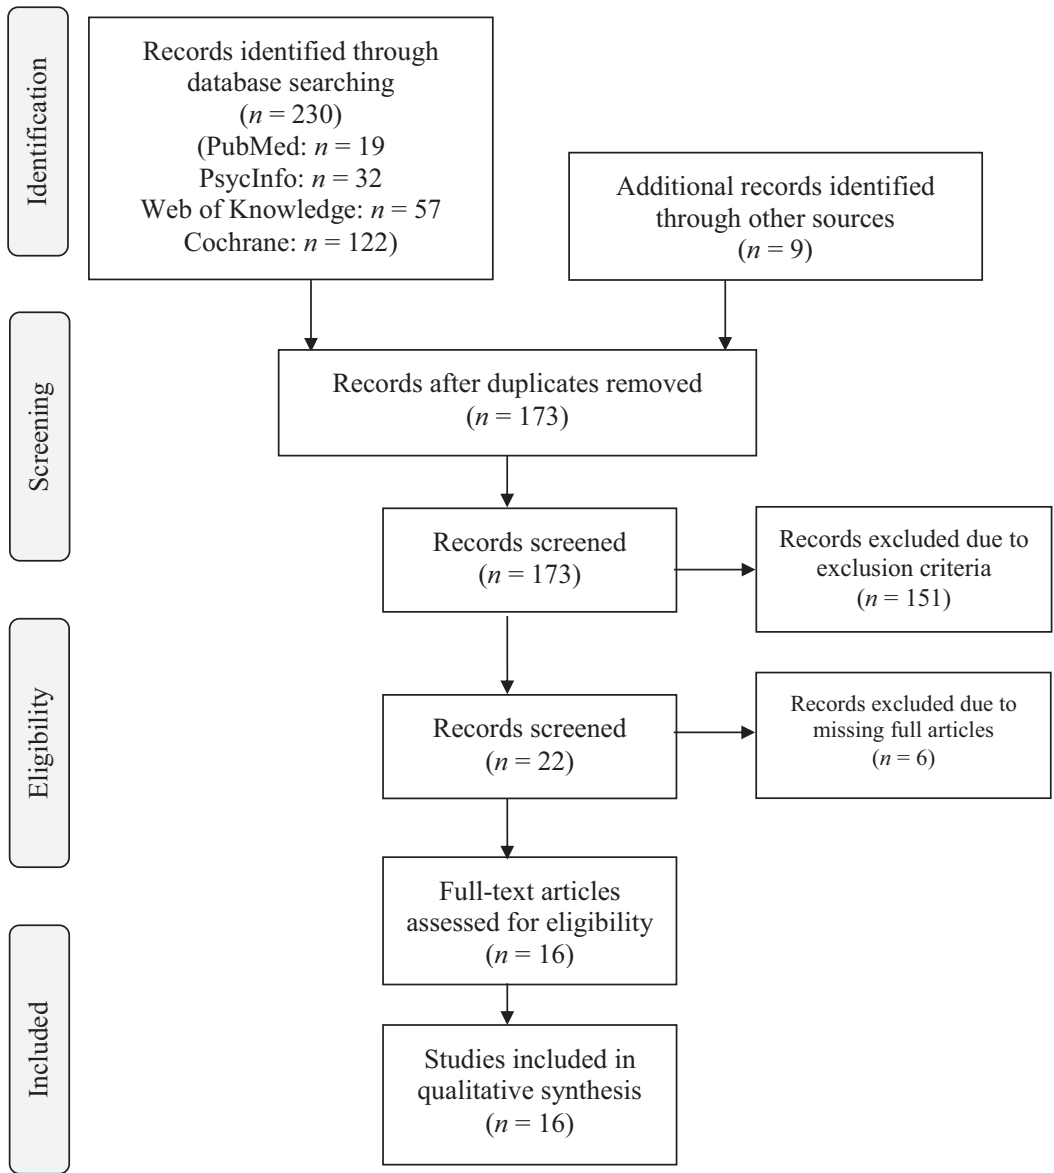 Identification
Records identified through
database searching
(n = 230)
(PubMed: n = 19
PsycInfo: n = 32
Web of Knowledge: n = 57
Cochrane: n = 122)
Additional records identified
through other sources
(n = 9)
Screening
Records after duplicates removed
(n = 173)
Records screened
(n = 173)
Records excluded due to
exclusion criteria
(n = 151)
Eligibility
Records screened
(n = 22)
Records excluded due to
missing full articles
(n = 6)
Full-text articles
assessed for eligibility
(n = 16)
Included
Studies included in
qualitative synthesis
(n = 16)